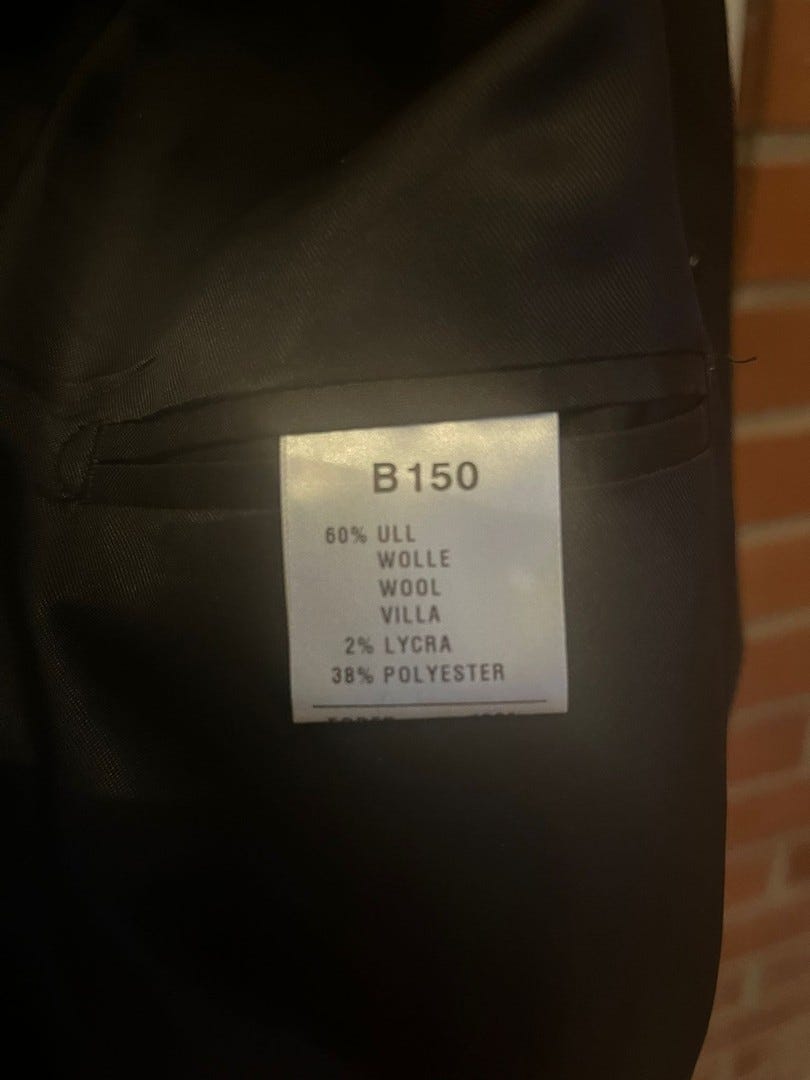 B150
60% ULL
WOLLE
WOOL
VILLA
2% LYCRA
38% POLYESTER